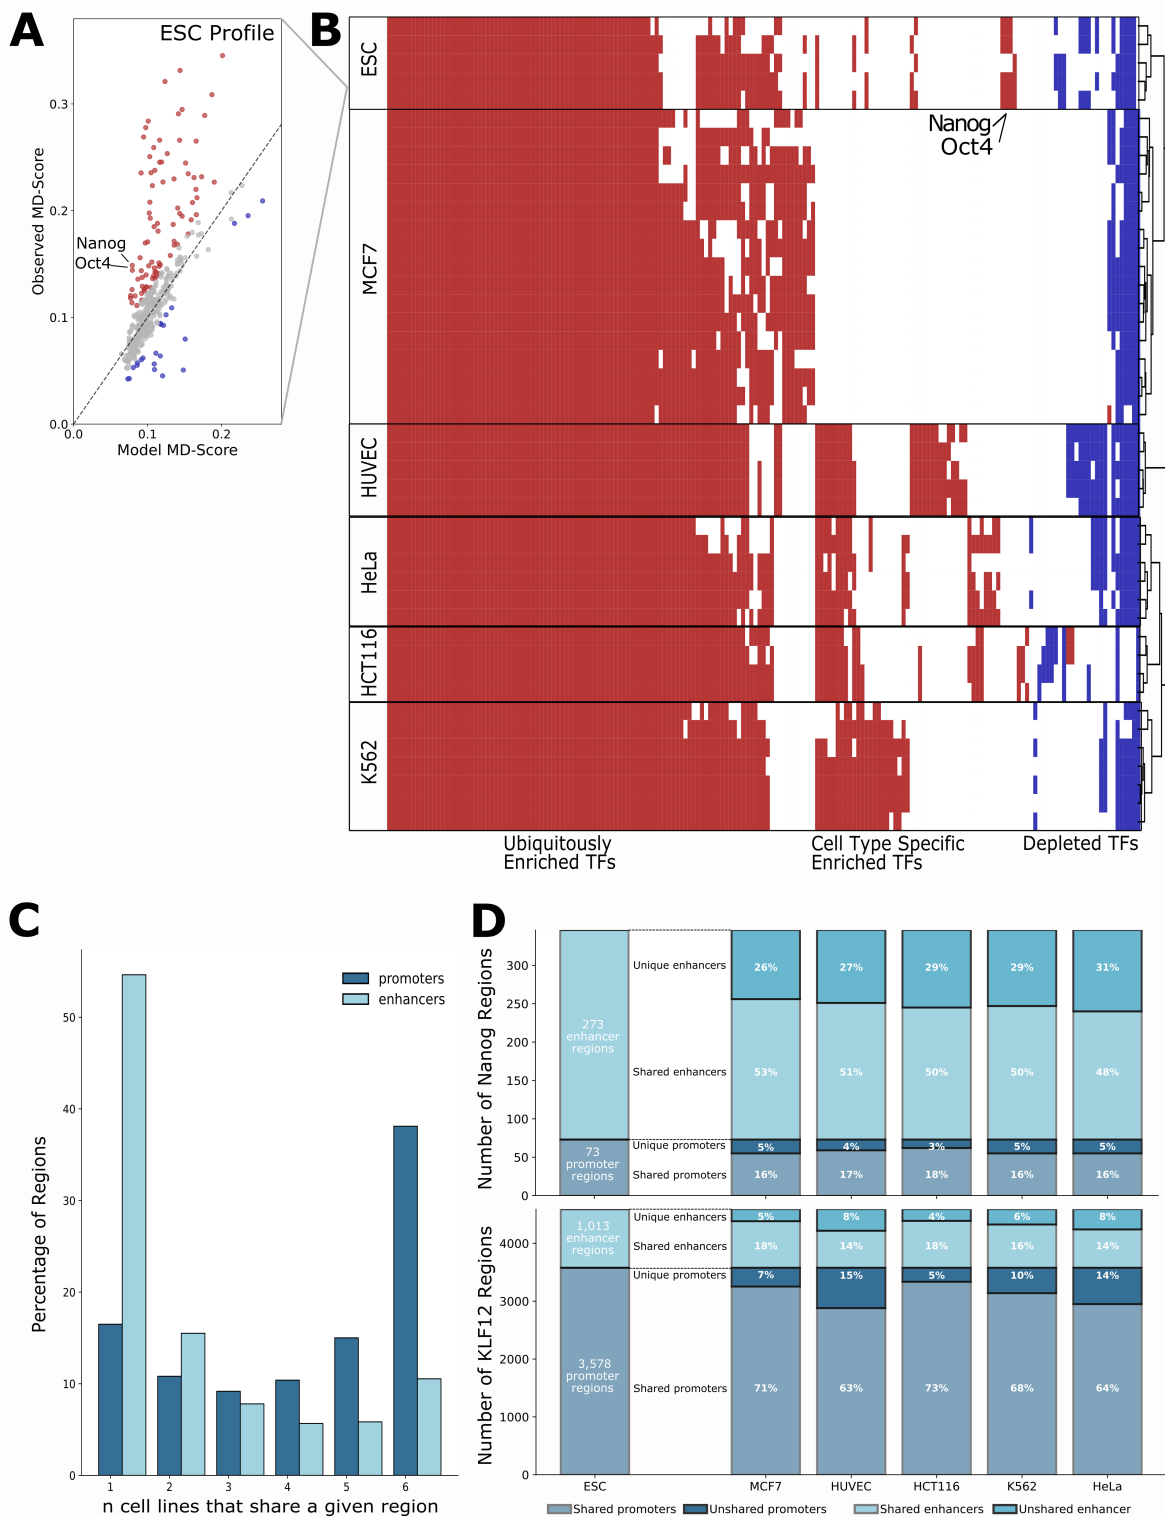 A
ESC Profile
0.3
0.2
0.1
0.0
0.0
0.1
0.2
Observed MD-Score
Model MD-Score
Nanog
Oct4
B
ESC
MCF7
HUVEC
HeLa
HCT116
K562
Nanog
Oct4
Ubiquitously
Enriched TFs
Cell Type Specific
Enriched TFs
Depleted TFs
C
promoters
enhancers
50
40
30
20
10
0
Percentage of Regions
1 2 3 4 5 6
n cell lines that share a given region
D
Number of Nanog Regions
300
250
200
150
100
50
0
273
enhancer
regions
73
promoter
regions
Unique enhancers
Shared enhancers
Unique promoters
Shared promoters
26% 27% 29% 29% 31%
53% 51% 50% 50% 48%
5% 4% 3% 5% 5%
16% 17% 18% 16% 16%
Number of KLF12 Regions
4000
3000
2000
1000
0
1,013
enhancer
regions
3,578
promoter
regions
Unique enhancers
Shared enhancers
Unique promoters
Shared promoters
5% 8% 4% 6% 8%
18% 14% 18% 16% 14%
7% 15% 5% 10% 14%
71% 63% 73% 68% 64%
ESC MCF7 HUVEC HCT116 K562 HeLa
Shared promoters Unshared promoters Shared enhancers Unshared enhancer